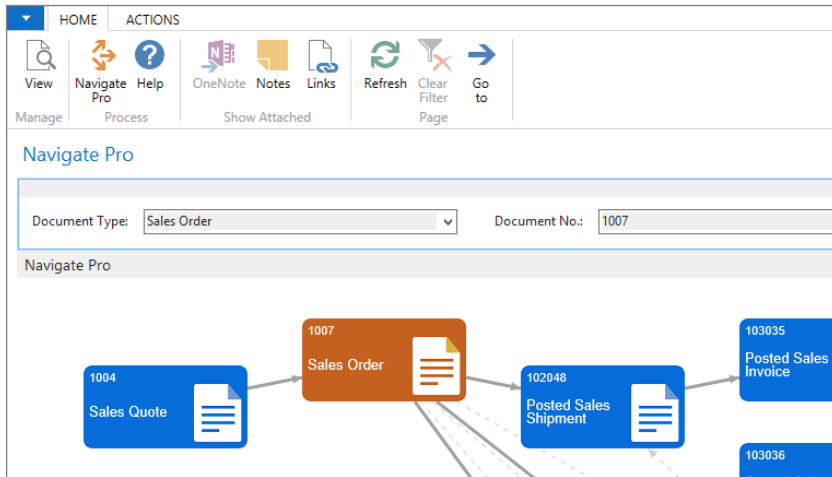 HOME ACTIONS
View Navigate Pro Help OneNote Notes Links Refresh Clear Filter Go to
Manage Process Show Attached Page
Navigate Pro
Document Type: Sales Order Document No.: 1007
Navigate Pro
1007
Sales Order
103035
Posted Sales
Invoice
1004
Sales Quote
102048
Posted Sales
Shipment
103036